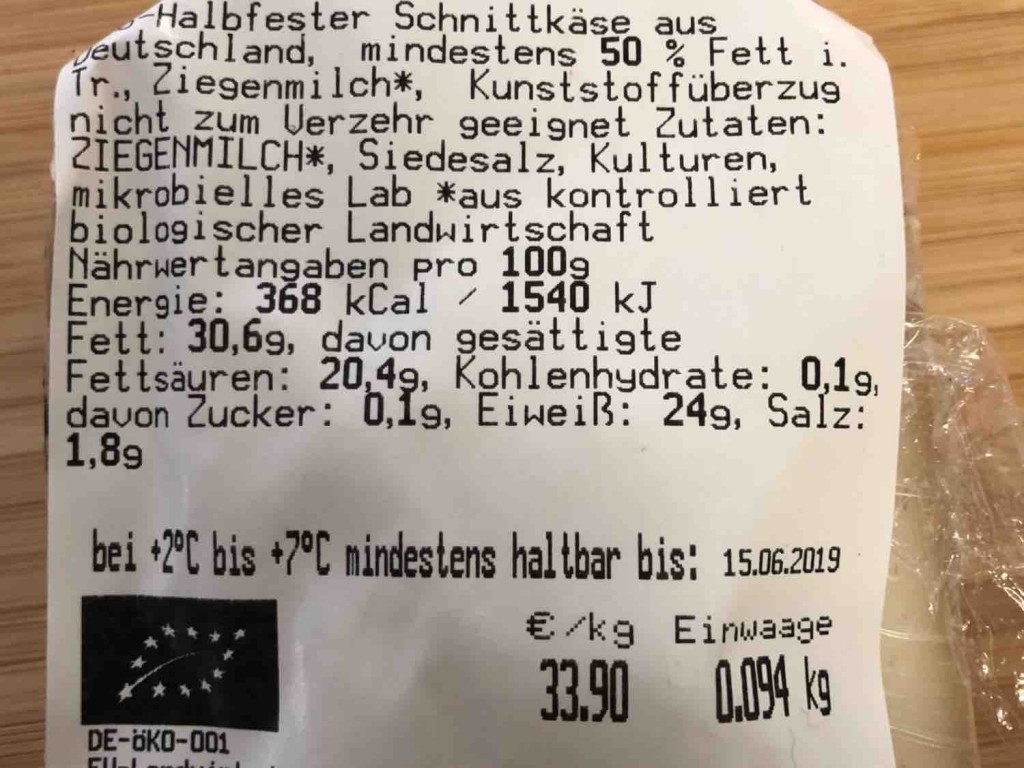 -Halbfester Schnittkäse aus
Deutschland, mindestens 50 % Fett i.
Tr., Ziegenmilch*, Kunststoffüberzug
nicht zum Verzehr geeignet Zutaten:
ZIEGENMILCH*, Siedesalz, Kulturen,
mikrobielles Lab *aus kontrolliert
biologischer Landwirtschaft
Nährwertangaben pro 100g
Energie: 368 kCal / 1540 kJ
Fett: 30,6g, davon gesättigte
Fettsäuren: 20,4g, Kohlenhydrate: 0,1g,
davon Zucker: 0,1g, Eiweiß: 24g, Salz:
1,8g
bei +2°C bis +7°C mindestens haltbar bis: 15.06.2019
€/kg Einwaage
33.90 0.094 kg
DE-öKO-001